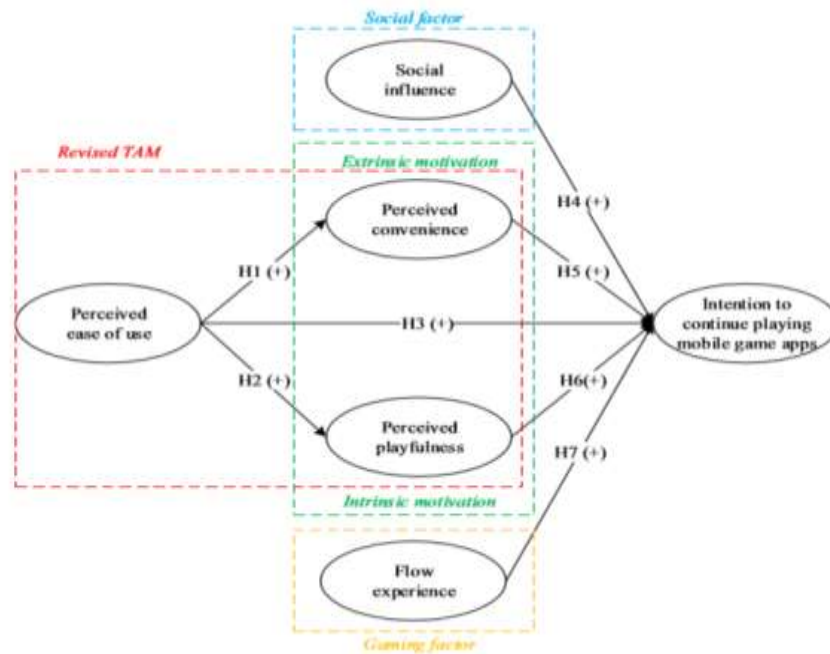 Social factor
Social
influence
Revised TAM
Extrinsic motivation
H4 (+)
Perceived
convenience
H1 (+)
H5 (+)
Perceived
ease of use
H3 (+)
Intention to
continue playing
mobile game apps
H2 (+)
H6(+)
Perceived
playfulness
H7 (+)
Intrinsic motivation
Flow
experience
Gaming factor